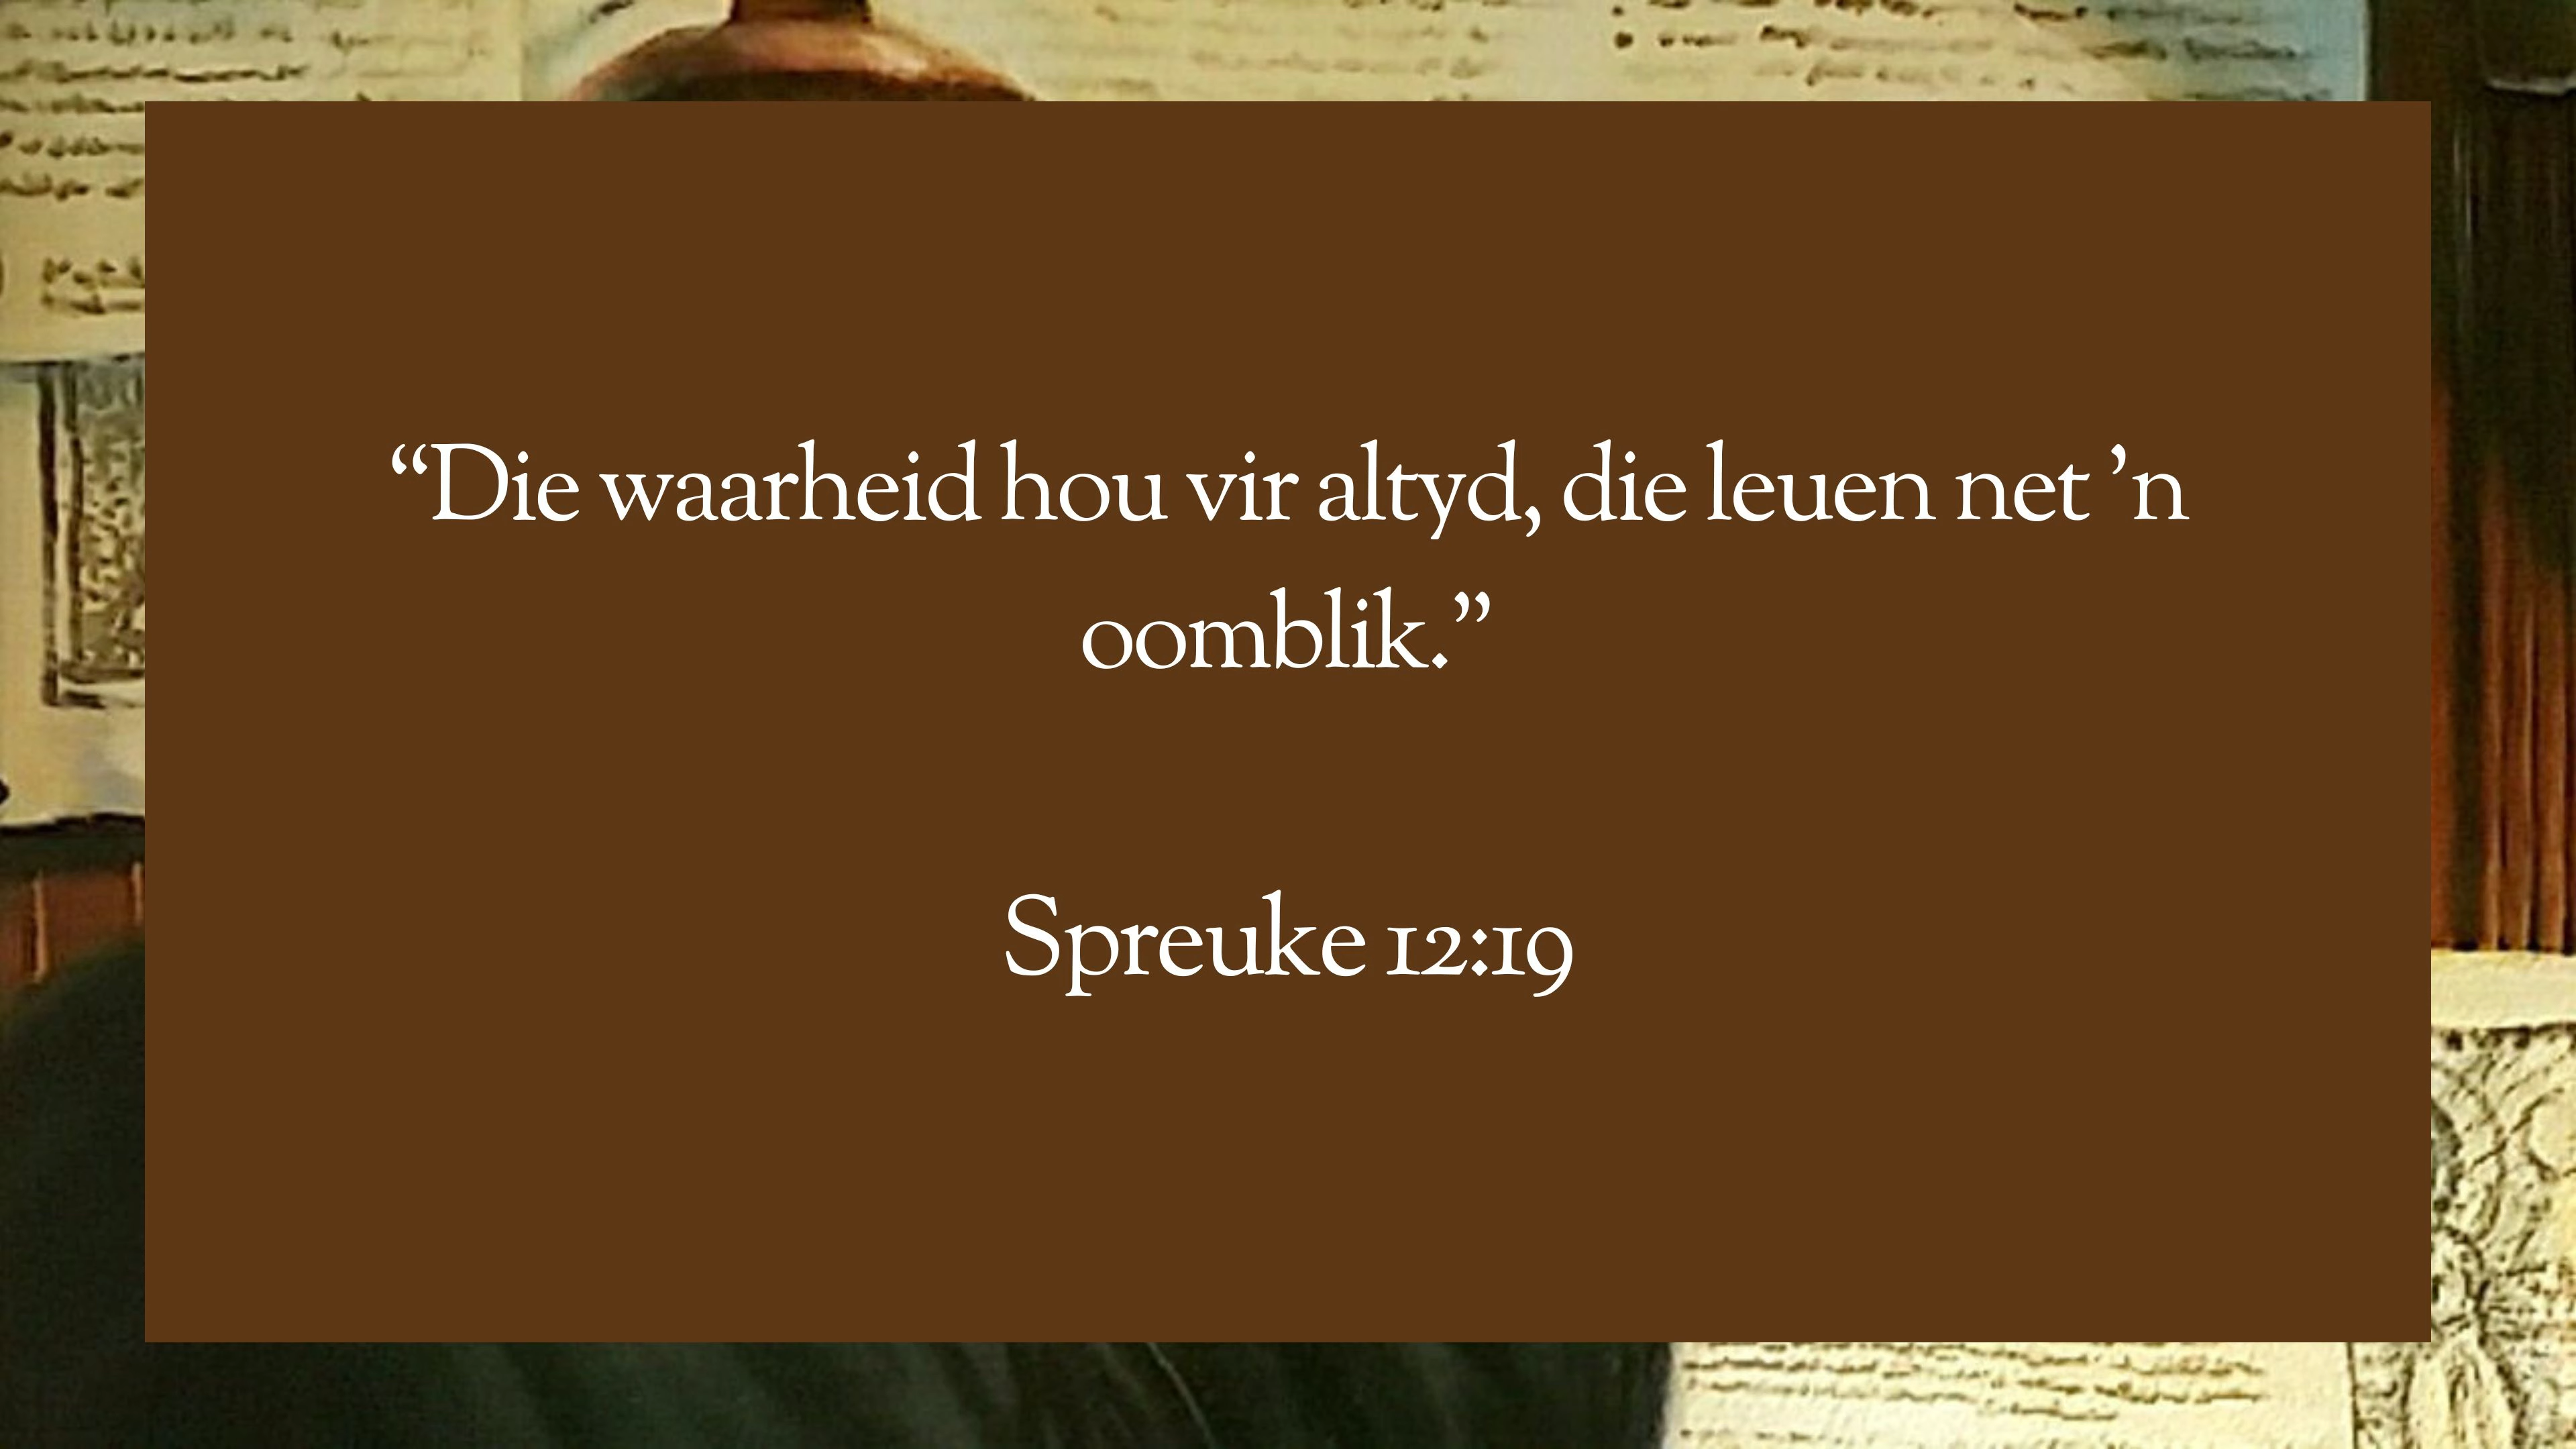 “Die waarheid hou vir altyd, die leuen net ’n
oomblik.”
Spreuke 12:19